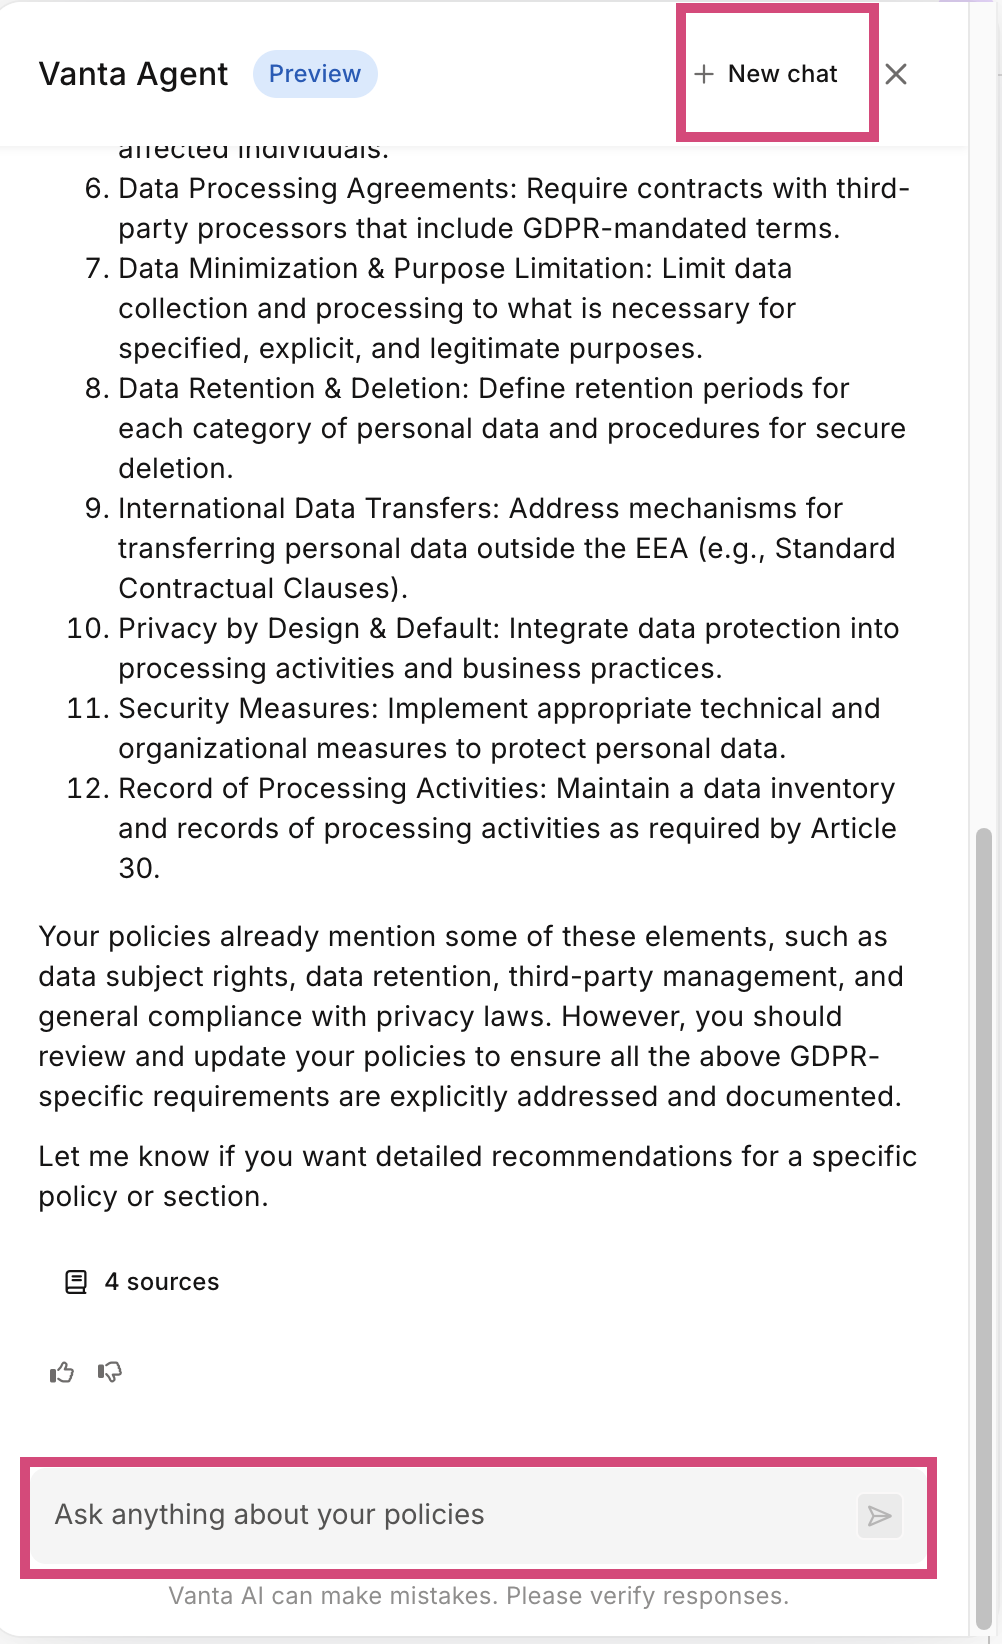 Vanta Agent Preview + New chat
affected individuals.
6. Data Processing Agreements: Require contracts with third-
party processors that include GDPR-mandated terms.
7. Data Minimization & Purpose Limitation: Limit data
collection and processing to what is necessary for
specified, explicit, and legitimate purposes.
8. Data Retention & Deletion: Define retention periods for
each category of personal data and procedures for secure
deletion.
9. International Data Transfers: Address mechanisms for
transferring personal data outside the EEA (e.g., Standard
Contractual Clauses).
10. Privacy by Design & Default: Integrate data protection into
processing activities and business practices.
11. Security Measures: Implement appropriate technical and
organizational measures to protect personal data.
12. Record of Processing Activities: Maintain a data inventory
and records of processing activities as required by Article
30.
Your policies already mention some of these elements, such as
data subject rights, data retention, third-party management, and
general compliance with privacy laws. However, you should
review and update your policies to ensure all the above GDPR-
specific requirements are explicitly addressed and documented.
Let me know if you want detailed recommendations for a specific
policy or section.
4 sources
Ask anything about your policies
Vanta AI can make mistakes. Please verify responses.